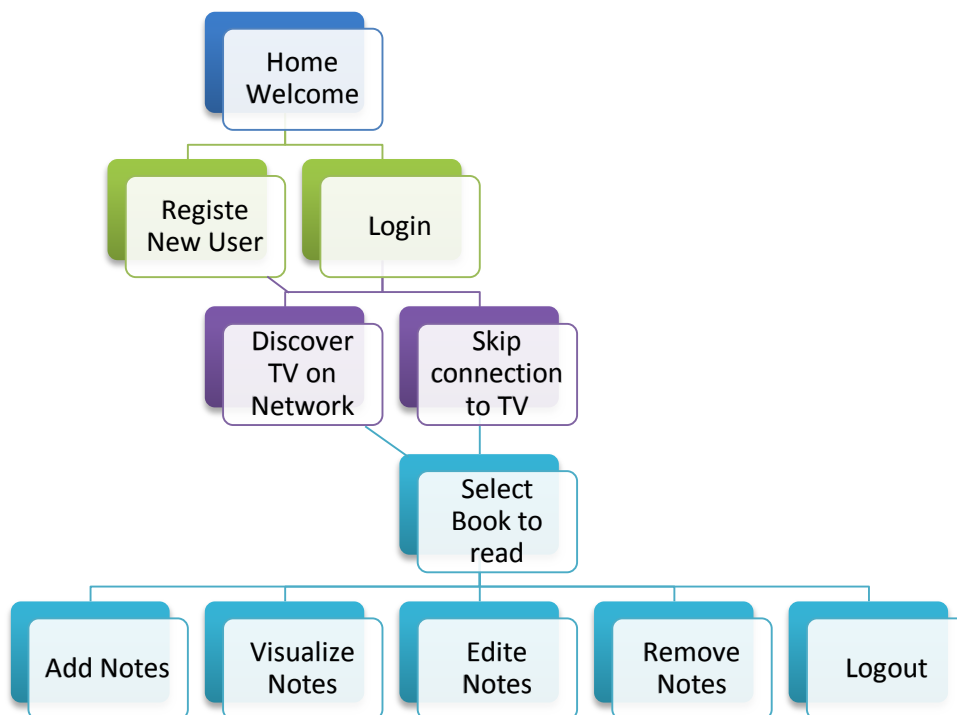 Home
Welcome
Registe
New User
Login
Discover
TV on
Network
Skip
connection
to TV
Select
Book to
read
Add Notes
Visualize
Notes
Edite
Notes
Remove
Notes
Logout